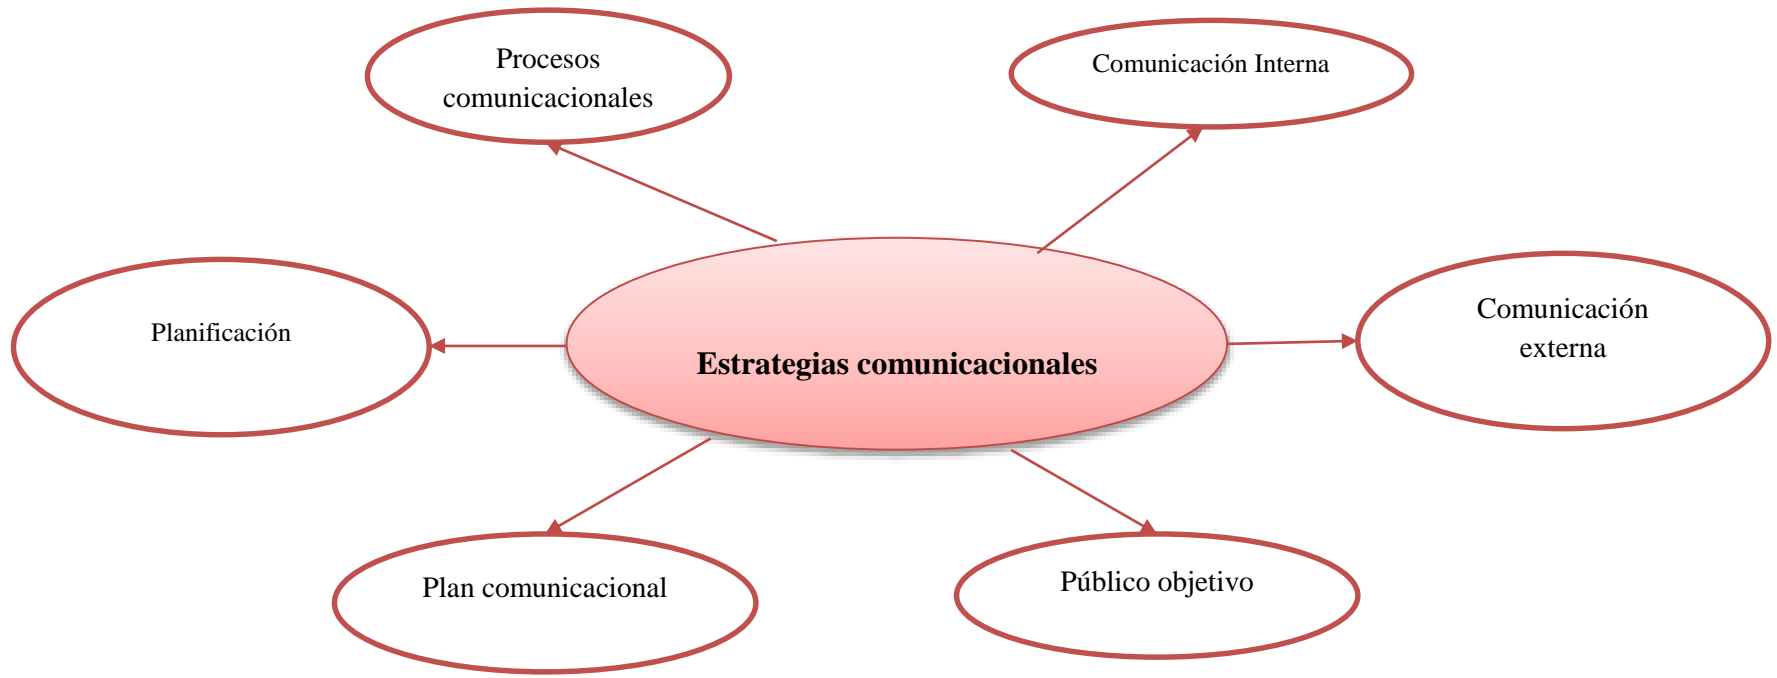 Procesos
comunicacionales
Comunicación Interna
Planificación
Estrategias comunicacionales
Comunicación
externa
Plan comunicacional
Público objetivo